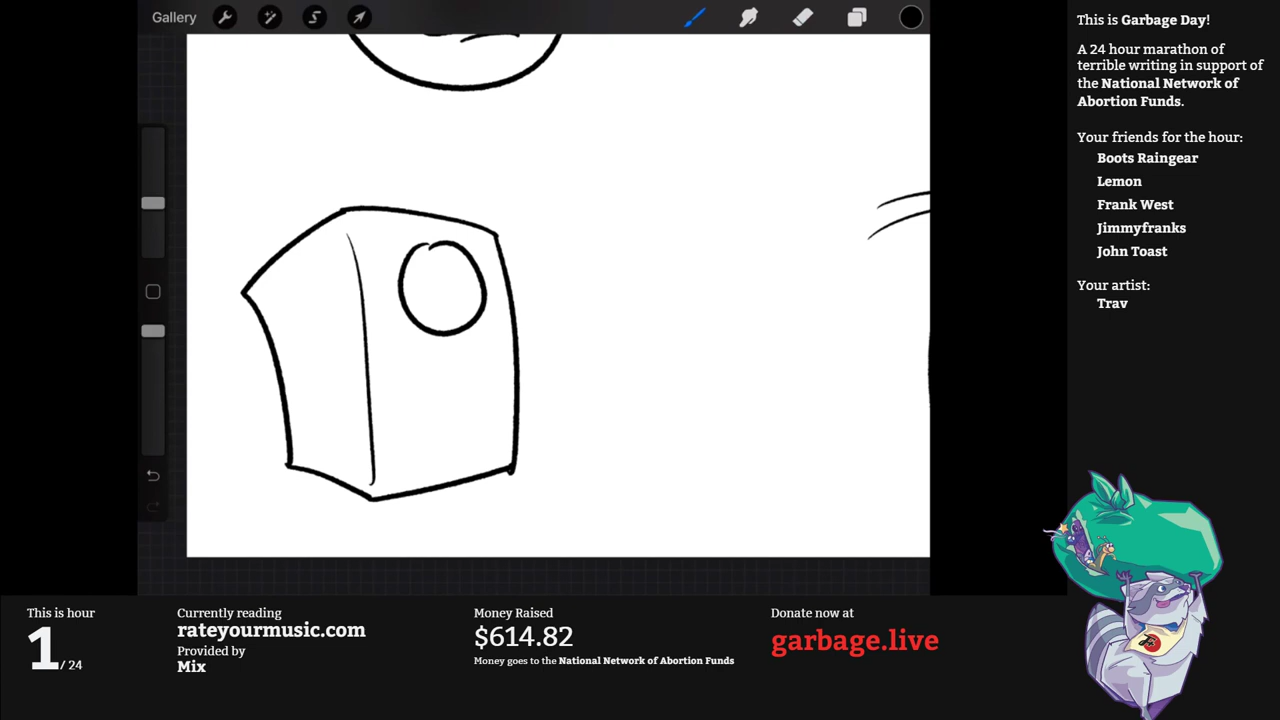 Gallery
This is Garbage Day!
A 24 hour marathon of
terrible writing in support of
the National Network of
Abortion Funds.
Your friends for the hour:
Boots Raingear
Lemon
Frank West
Jimmyfranks
John Toast
Your artist:
Trav
This is hour
1 / 24
Currently reading
rateyourmusic.com
Provided by
Mix
Money Raised
$614.82
Money goes to the National Network of Abortion Funds
Donate now at
garbage.live